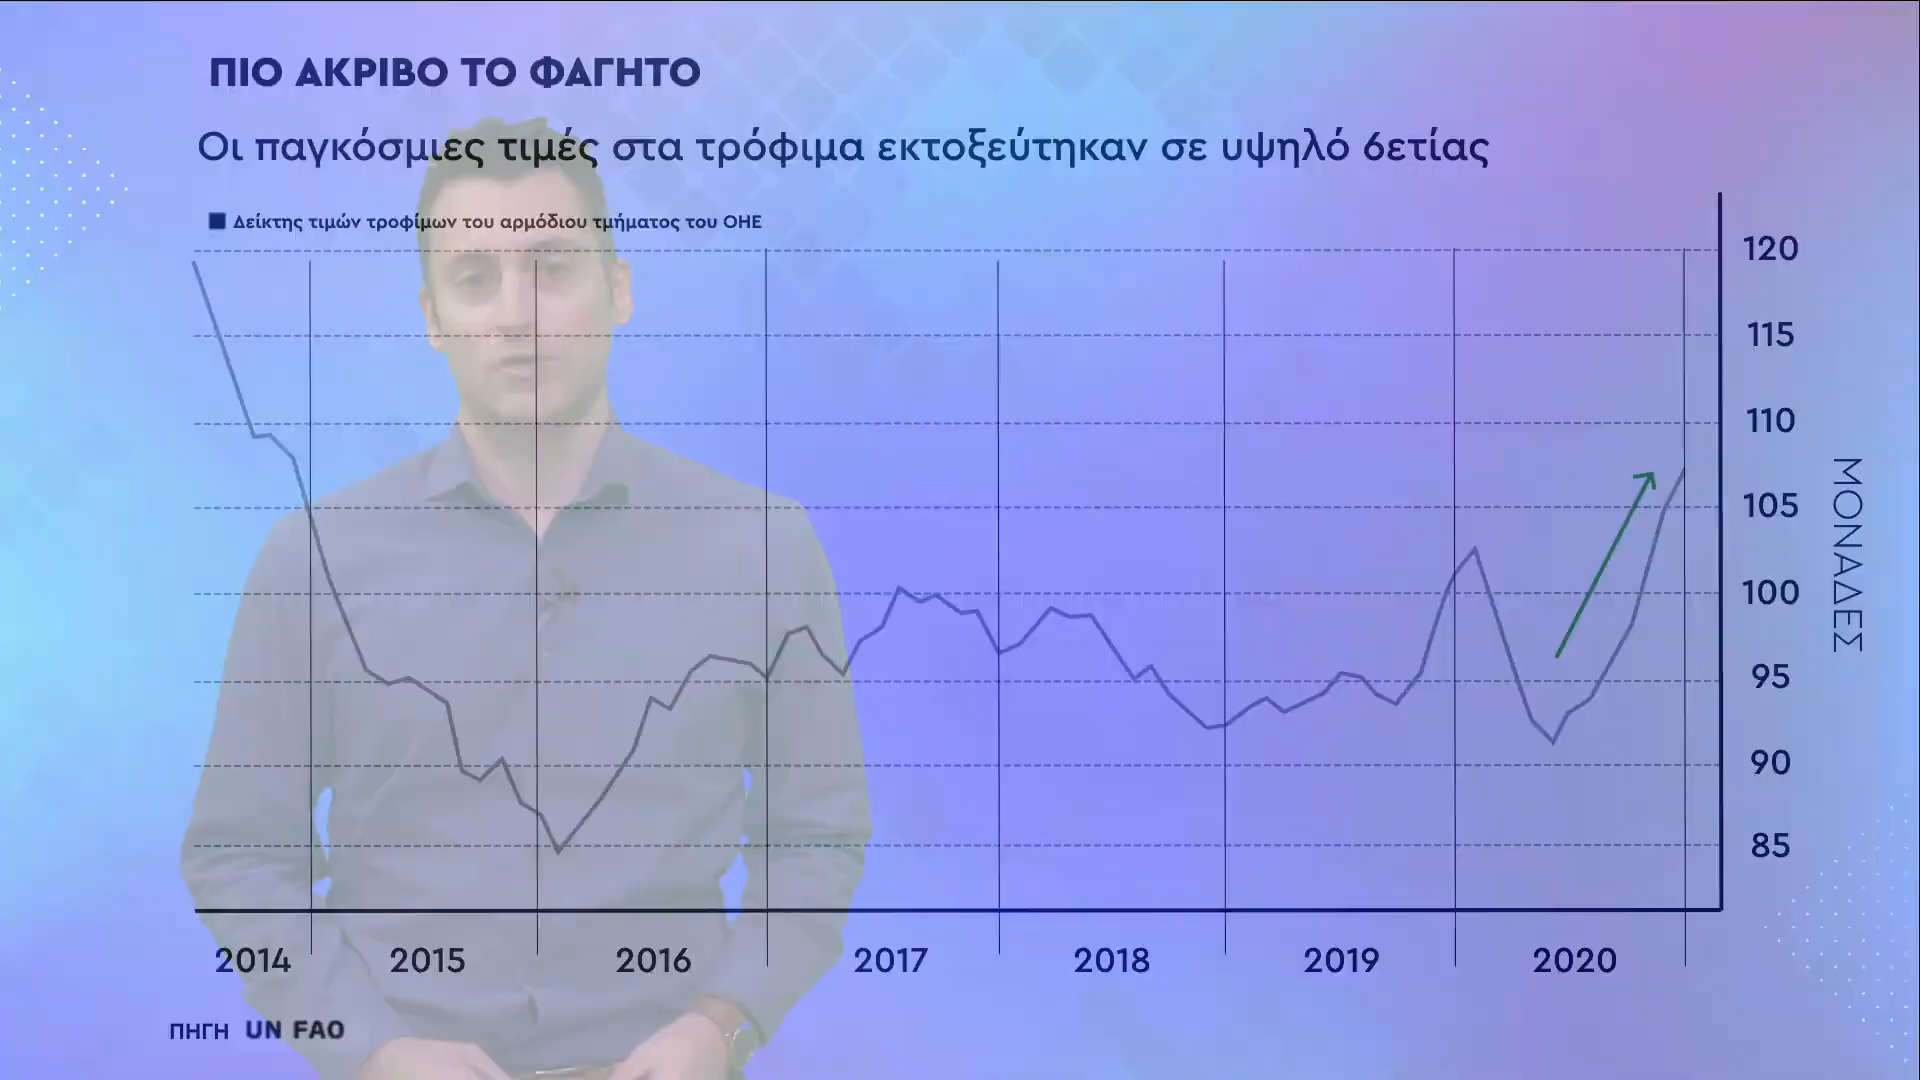 ΠΙΟ ΑΚΡΙΒΟ ΤΟ ΦΑΓΗΤΟ
Οι παγκόσμιες τιμές στα τρόφιμα εκτοξεύτηκαν σε υψηλό 6ετίας
Δείκτης τιμών τροφίμων του αρμόδιου τμήματος του ΟΗΕ
120
115
110
105
100
95
90
85
ΜΟΝΑΔΕΣ
2014 2015 2016 2017 2018 2019 2020
ΠΗΓΗ UN FAO